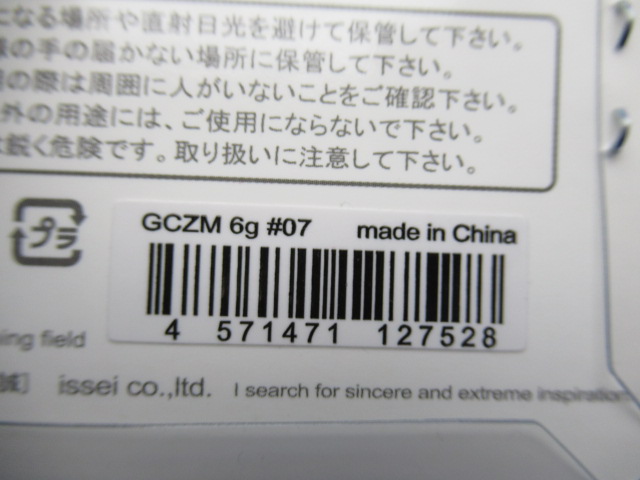 になる場所や直射日光を避けて保管して下さい。
の手の届かない場所に保管して下さい。
の際は周囲に人がいないことをご確認下さい。
外の用途には、ご使用にならないで下さい。
は鋭く危険です。取り扱いに注意して下さい。
プラ
GCZM 6g #07 made in China
4 571471 127528
ing field
誠] issei co.,ltd. I search for sincere and extreme inspiration